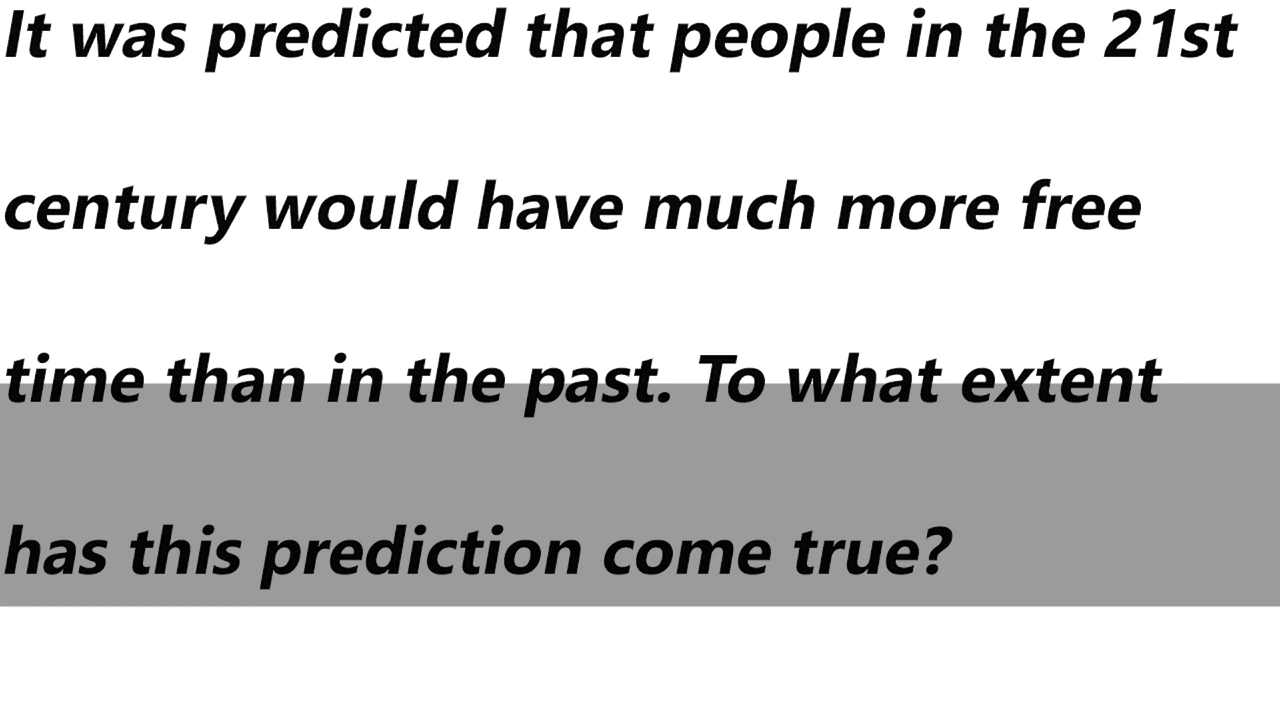 It was predicted that people in the 21st
century would have much more free
time than in the past. To what extent
has this prediction come true?